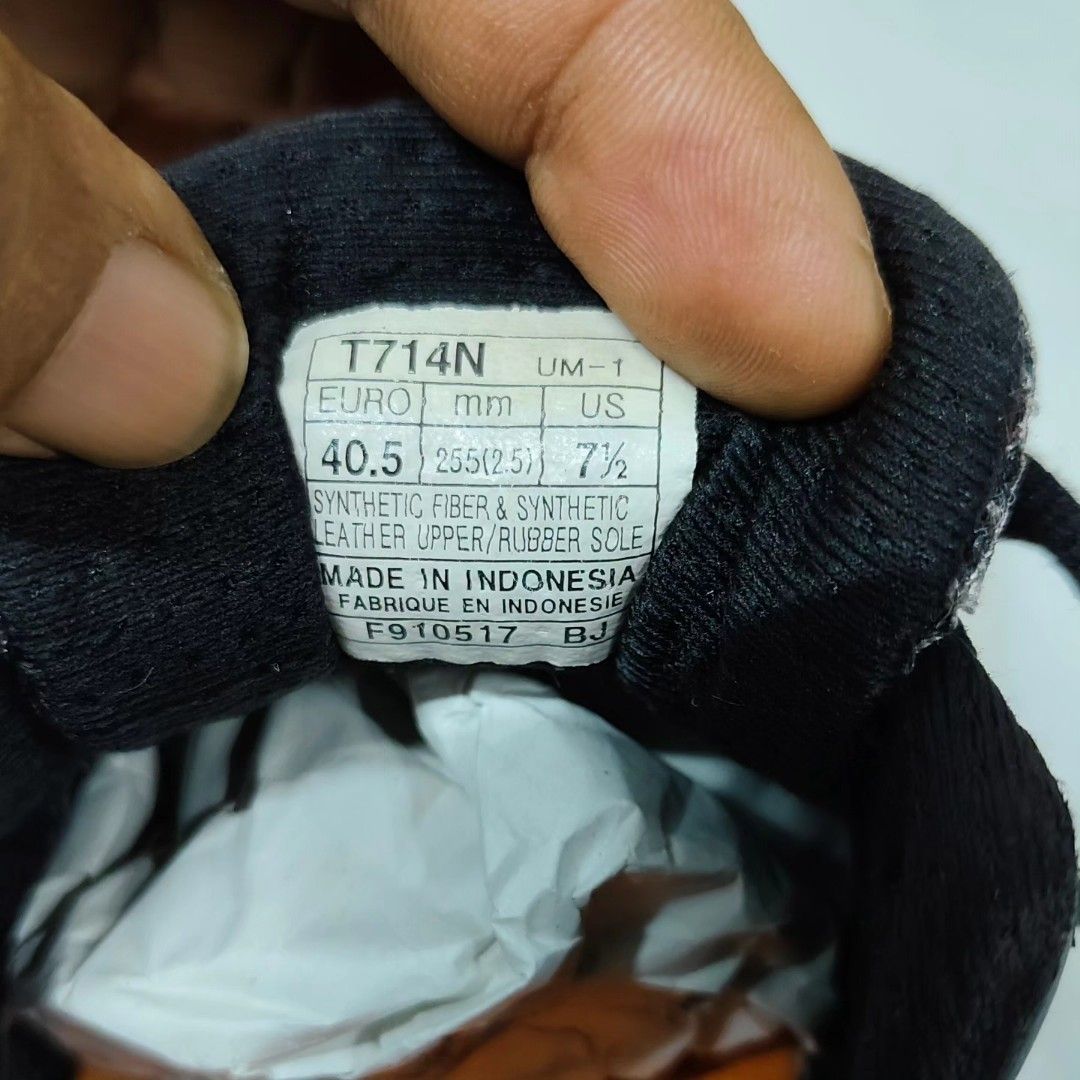 T714N UM-1
EURO mm US
40.5 25.5(2.5) 7½
SYNTHETIC FIBER & SYNTHETIC
LEATHER UPPER/RUBBER SOLE
MADE IN INDONESIA
FABRIQUE EN INDONESIE
F910517 BJ